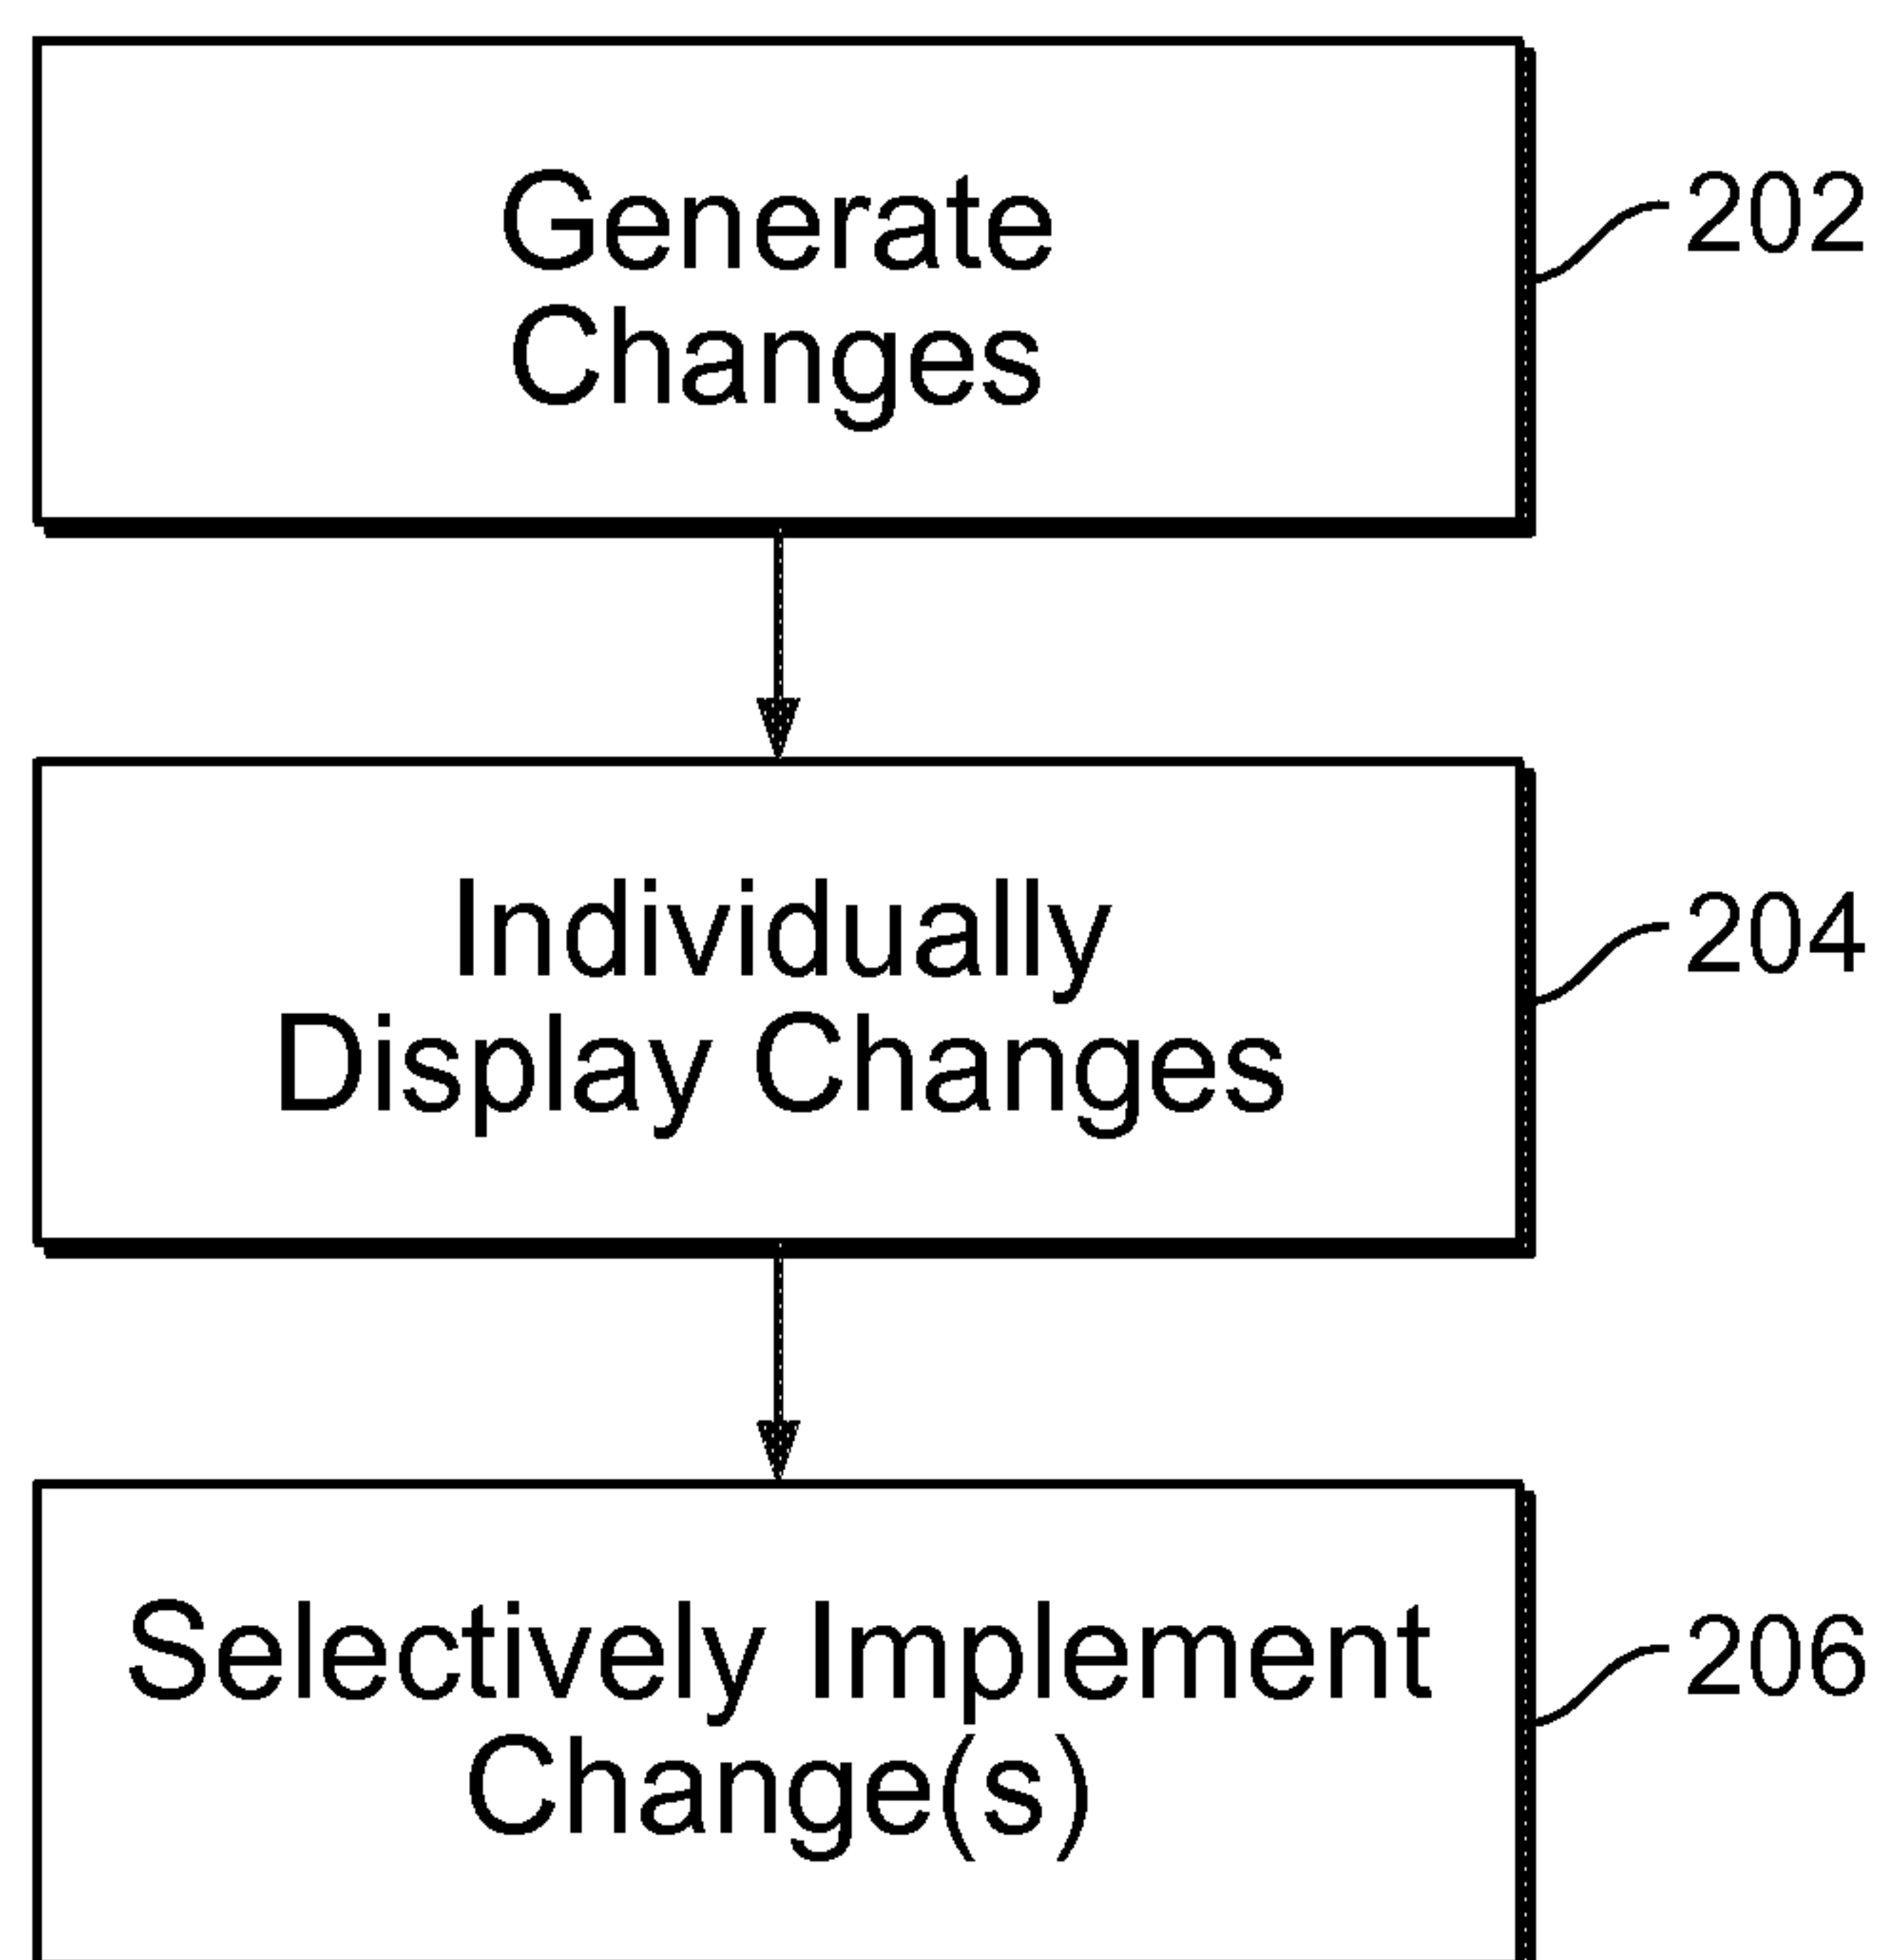 Generate
Changes
202
Individually
Display Changes
204
Selectively Implement
Change(s)
206